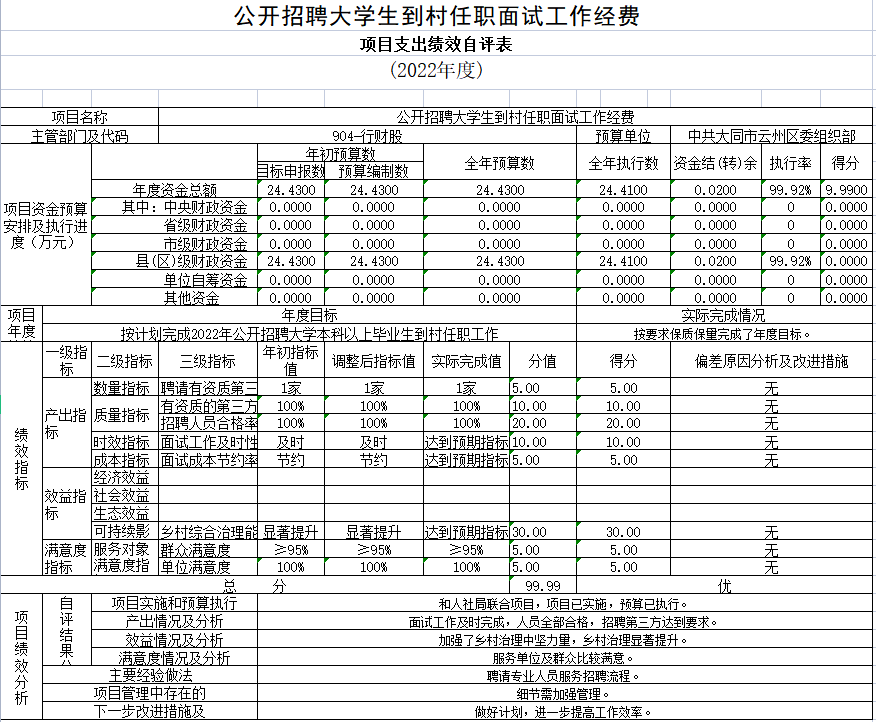 公开招聘大学生到村任职面试工作经费
项目支出绩效自评表
(2022年度)
项目名称 公开招聘大学生到村任职面试工作经费
主管部门及代码 904-行财股 预算单位 中共大同市云州区委组织部
项目资金预算安排及执行进度（万元） 年初预算数 全年预算数 全年执行数 资金结(转)余 执行率 得分
目标申报数 预算编制数
年度资金总额 24.4300 24.4300 24.4300 24.4100 0.0200 99.92% 9.9900
其中: 中央财政资金 0.0000 0.0000 0.0000 0.0000 0.0000 0 0.0000
省级财政资金 0.0000 0.0000 0.0000 0.0000 0.0000 0 0.0000
市级财政资金 0.0000 0.0000 0.0000 0.0000 0.0000 0 0.0000
县(区)级财政资金 24.4300 24.4300 24.4300 24.4100 0.0200 99.92% 0.0000
单位自筹资金 0.0000 0.0000 0.0000 0.0000 0.0000 0 0.0000
其他资金 0.0000 0.0000 0.0000 0.0000 0.0000 0 0.0000
项目年度 年度目标 实际完成情况
按计划完成2022年公开招聘大学本科以上毕业生到村任职工作 按要求保质保量完成了年度目标。
绩效指标 一级指标 二级指标 三级指标 年初指标值 调整后指标值 实际完成值 分值 得分 偏差原因分析及改进措施
产出指标 数量指标 聘请有资质第三 1家 1家 1家 5.00 5.00 无
质量指标 有资质的第三方 100% 100% 100% 10.00 10.00 无
招聘人员合格率 100% 100% 100% 20.00 20.00 无
时效指标 面试工作及时性 及时 及时 达到预期指标 10.00 10.00 无
成本指标 面试成本节约率 节约 节约 达到预期指标 5.00 5.00 无
效益指标 经济效益
社会效益
生态效益
可持续影 乡村综合治理能 显著提升 显著提升 达到预期指标 30.00 30.00 无
满意度指标 服务对象满意度指 群众满意度 ≥95% ≥95% ≥95% 5.00 5.00 无
单位满意度 100% 100% 100% 5.00 5.00 无
总 分 99.99 优
项目绩效分析 自评结果 项目实施和预算执行 和人社局联合项目，项目已实施，预算已执行。
产出情况及分析 面试工作及时完成，人员全部合格，招聘第三方达到要求。
效益情况及分析 加强了乡村治理中坚力量，乡村治理显著提升。
满意度情况及分析 服务单位及群众比较满意。
主要经验做法 聘请专业人员服务招聘流程。
项目管理中存在的 细节需加强管理。
下一步改进措施及 做好计划，进一步提高工作效率。